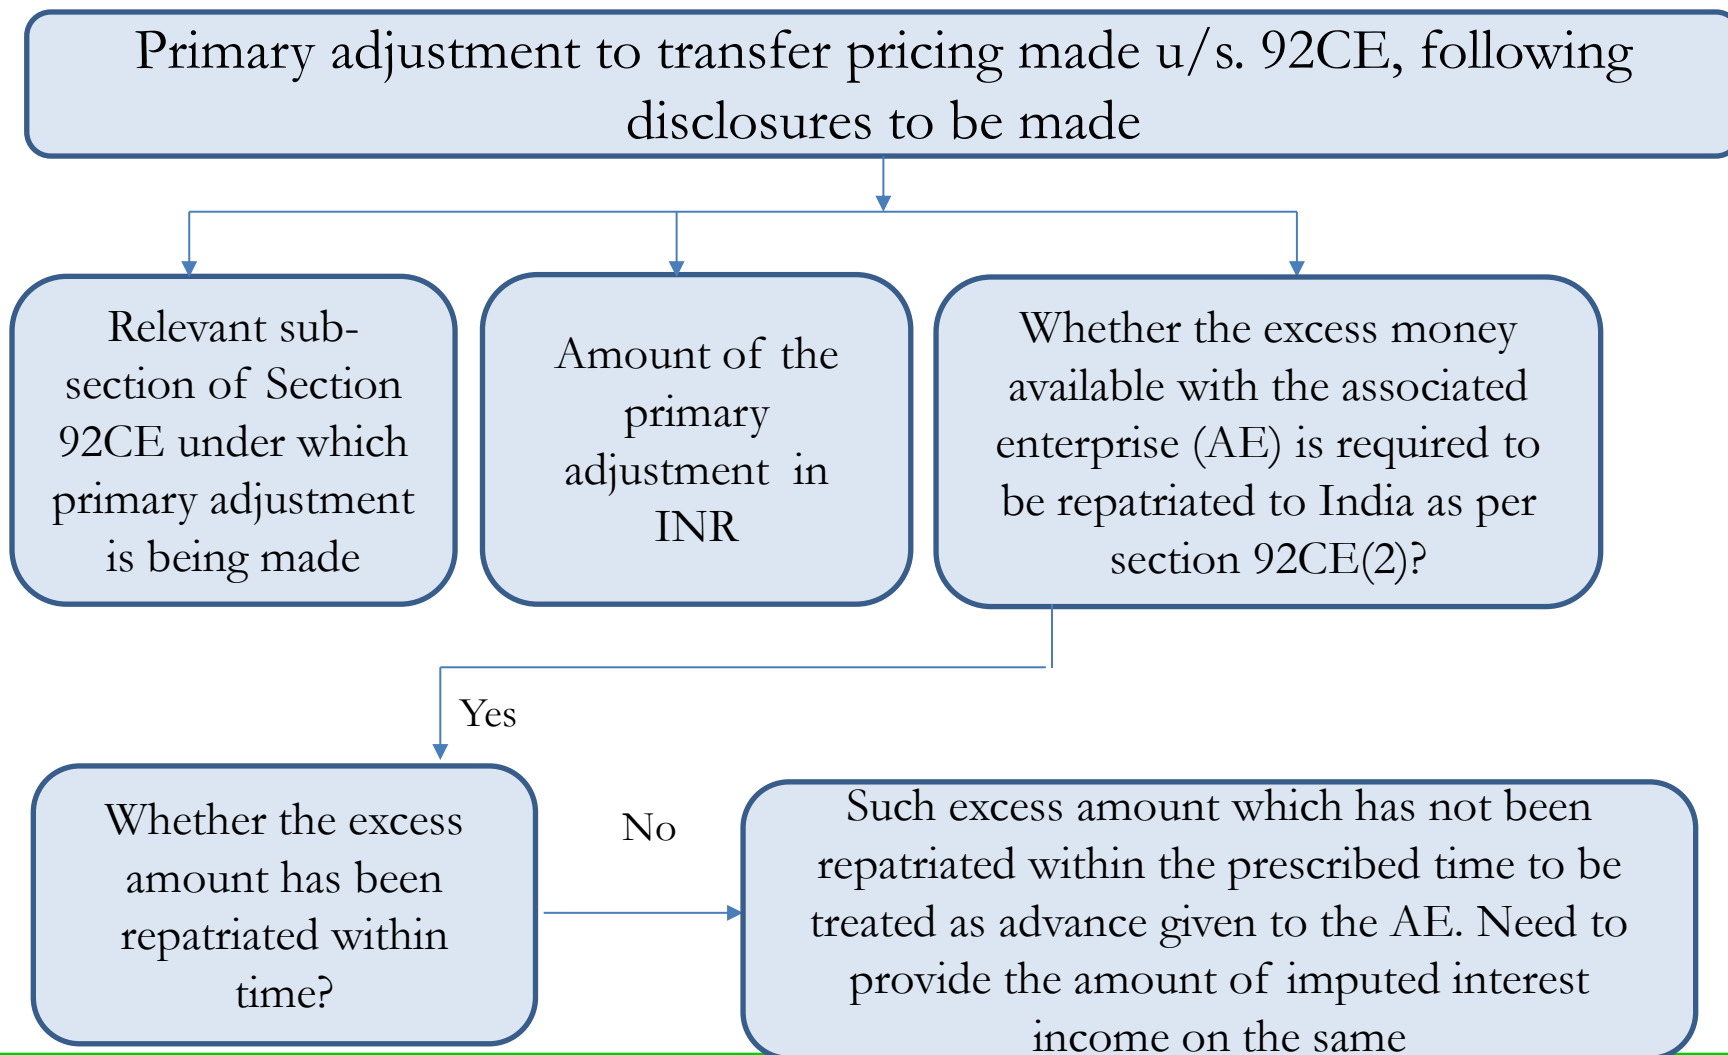 Primary adjustment to transfer pricing made u/s. 92CE, following
disclosures to be made
Relevant sub-
section of Section
92CE under which
primary adjustment
is being made
Amount of the
primary
adjustment in
INR
Whether the excess money
available with the associated
enterprise (AE) is required to
be repatriated to India as per
section 92CE(2)?
Yes
Whether the excess
amount has been
repatriated within
time?
No
Such excess amount which has not been
repatriated within the prescribed time to be
treated as advance given to the AE. Need to
provide the amount of imputed interest
income on the same